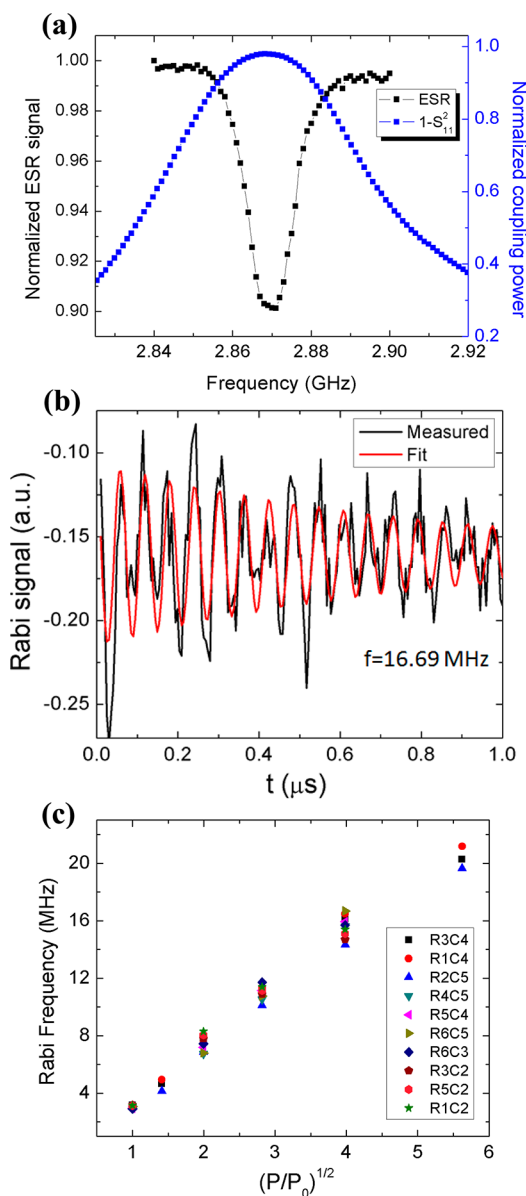 (a)
1.00
0.98
0.96
0.94
0.92
0.90
Normalized ESR signal
ESR
1-S²₁₁
1.0
0.8
0.6
0.4
0.2
Normalized coupling power
2.84 2.86 2.88 2.90 2.92
Frequency (GHz)
(b)
-0.10
-0.15
-0.20
-0.25
Rabi signal (a.u.)
Measured
Fit
f=16.69 MHz
0.0 0.2 0.4 0.6 0.8 1.0
t (μs)
(c)
20
16
12
8
4
Rabi Frequency (MHz)
R3C4
R1C4
R2C5
R4C5
R5C4
R6C5
R6C3
R3C2
R5C2
R1C2
1 2 3 4 5 6
(P/P₀)^1/2